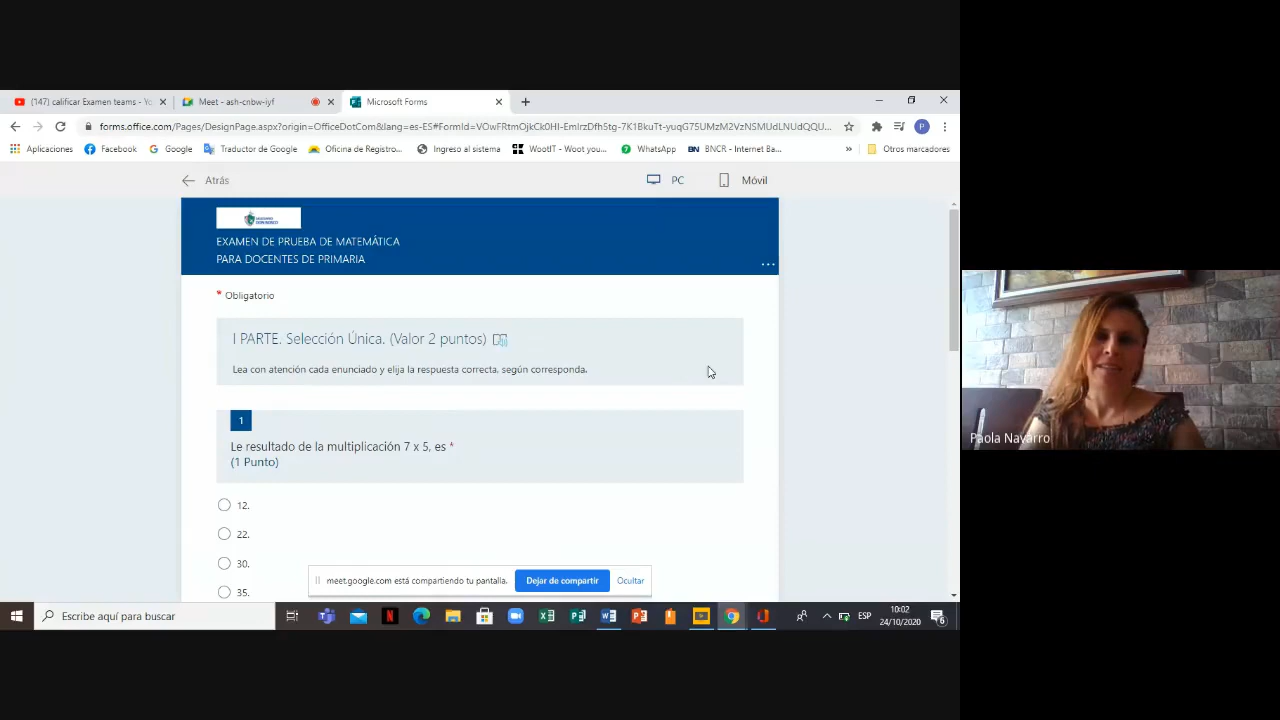 (147) calificar Examen teams - Yo
Meet - ash-cnbw-iyf
Microsoft Forms
forms.office.com/Pages/DesignPage.aspx?origin=OfficeDotCom&lang=es-ES#FormId=VOwFRtmOjkCk0HI-EmIrzDfh5tg-7K1BkuTt-yuqG75UMzM2VzNSMUdLNUdQQU...
Aplicaciones
Facebook
Google
Traductor de Google
Oficina de Registro...
Ingreso al sistema
WootIT - Woot you...
WhatsApp
BN
BNCR - Internet Ba...
»
Otros marcadores
P
Atrás
PC
Móvil
DON BOSCO
EXAMEN DE PRUEBA DE MATEMÁTICA
PARA DOCENTES DE PRIMARIA
...
* Obligatorio
I PARTE. Selección Única. (Valor 2 puntos)
Lea con atención cada enunciado y elija la respuesta correcta, según corresponda.
1
Le resultado de la multiplicación 7 x 5, es *
(1 Punto)
12.
22.
30.
35.
meet.google.com está compartiendo tu pantalla.
Dejar de compartir
Ocultar
Paola Navarro
Escribe aquí para buscar
ESP
10:02
24/10/2020
6